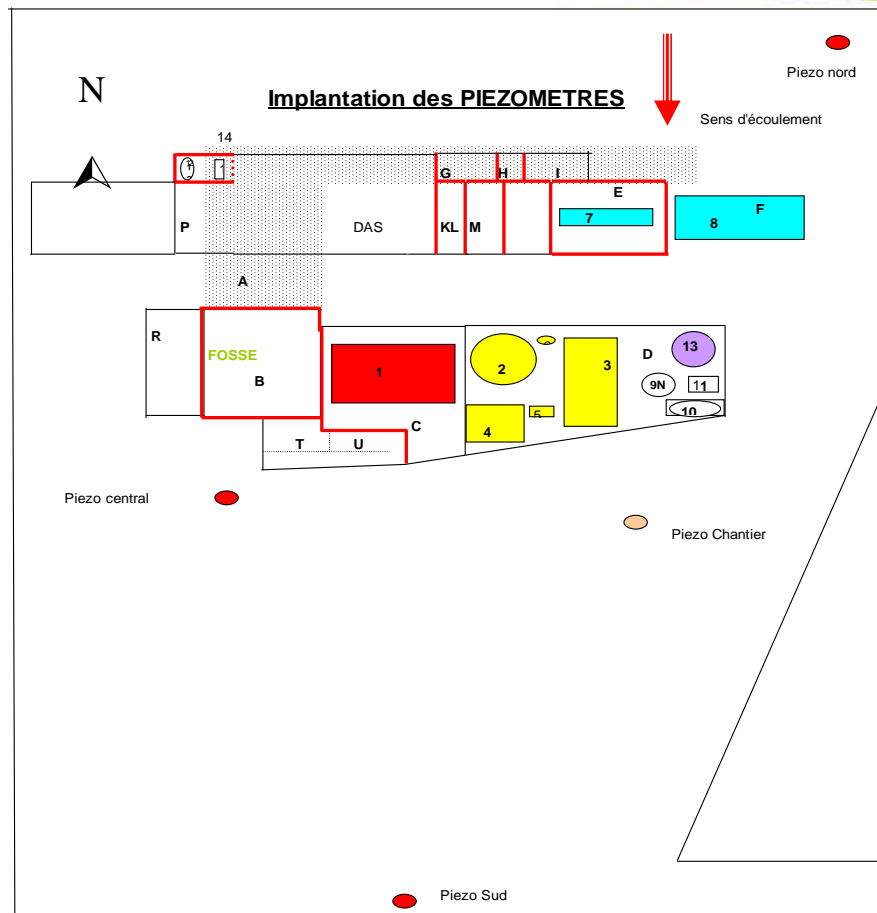 Piezo nord
N
Implantation des PIEZOMETRES
Sens d'écoulement
14
G H I
E
P DAS KL M 7 8 F
A
R
FOSSE
B
1
2
3
D
13
9N
11
10
4
5
C
T U
Piezo central
Piezo Chantier
Piezo Sud